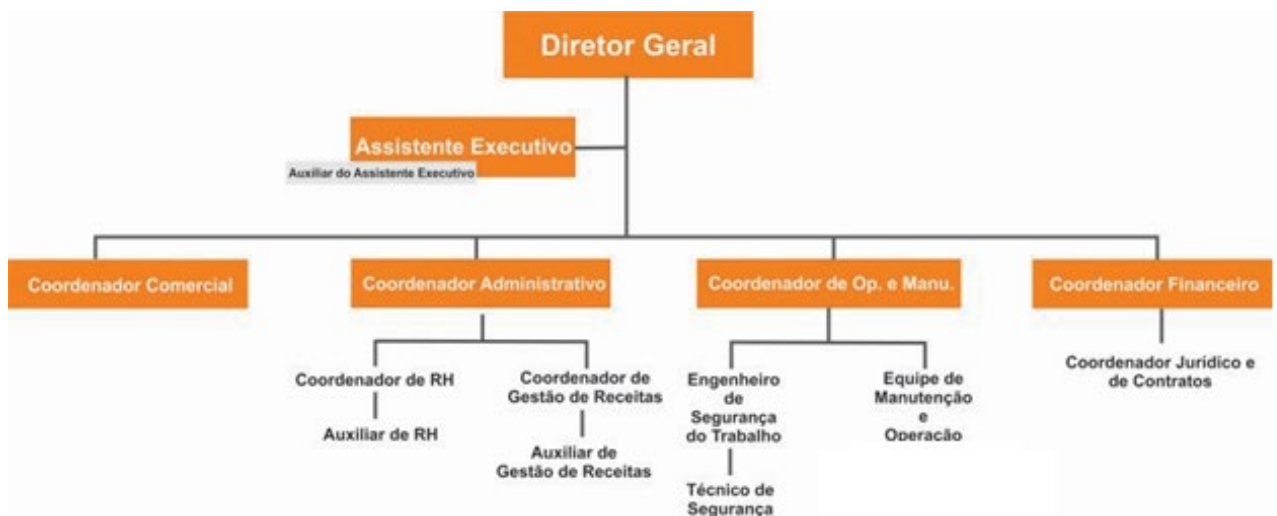 Diretor Geral
Assistente Executivo
Auxiliar do Assistente Executivo
Coordenador Comercial
Coordenador Administrativo
Coordenador de Op. e Manu.
Coordenador Financeiro
Coordenador de RH
Auxiliar de RH
Coordenador de
Gestão de Receitas
Auxiliar de
Gestão de Receitas
Engenheiro
de
Segurança
do Trabalho
Técnico de
Segurança
Equipe de
Manutenção
e
Operação
Coordenador Jurídico e
de Contratos